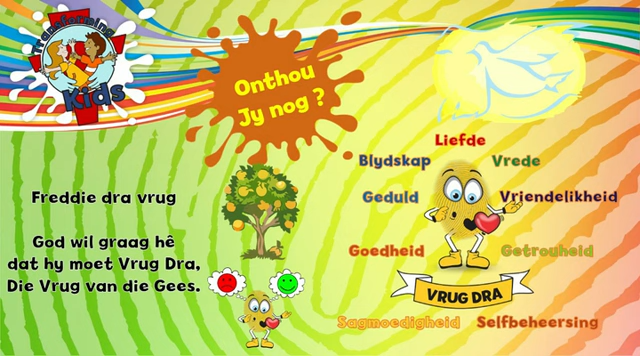 Transforming
Kids
Onthou
Jy nog ?
Freddie dra vrug
God wil graag hê
dat hy moet Vrug Dra,
Die Vrug van die Gees.
Liefde
Blydskap
Vrede
Geduld
Vriendelikheid
Goedheid
Getrouheid
VRUG DRA
Sagmoedigheid
Selfbeheersing